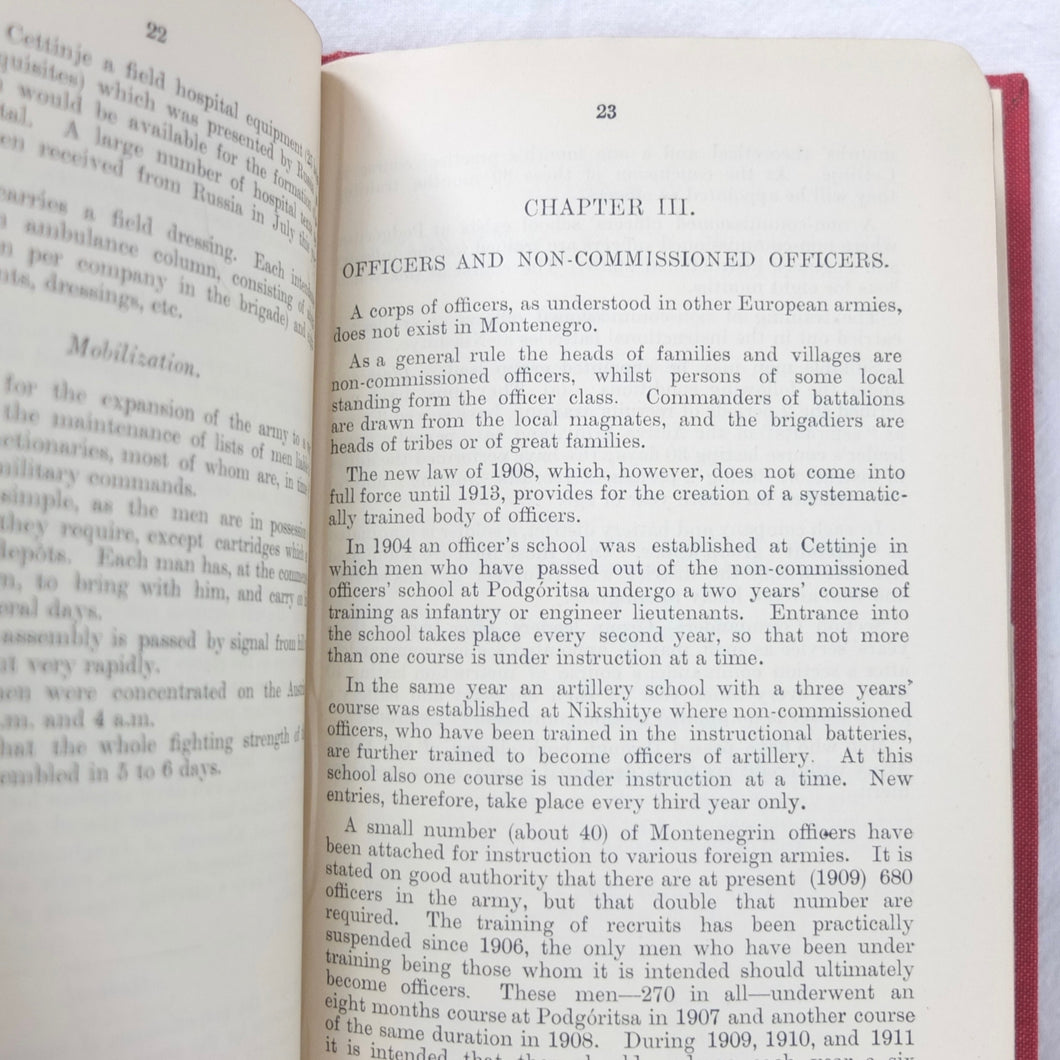 22
Cettinje a field hospital equipment
quisites) which was presented by
would be available for the
tal. A large number of hospital
en received from Russia in July
carries a field dressing. Each
ambulance column, consisting of
n per company in the brigade) and
nts, dressings, etc.
Mobilization.
for the expansion of the army to
the maintenance of lists of men
ctionaries, most of whom are, in
military commands.
simple, as the men are in possession
they require, except cartridges which
depôts. Each man has, at the
to bring with him, and carry on
eral days.
assembly is passed by signal from
at very rapidly.
were concentrated on the
.m. and 4 a.m.
hat the whole fighting strength of
embled in 5 to 6 days.
23
CHAPTER III.
OFFICERS AND NON-COMMISSIONED OFFICERS.
A corps of officers, as understood in other European armies,
does not exist in Montenegro.
As a general rule the heads of families and villages are
non-commissioned officers, whilst persons of some local
standing form the officer class. Commanders of battalions
are drawn from the local magnates, and the brigadiers are
heads of tribes or of great families.
The new law of 1908, which, however, does not come into
full force until 1913, provides for the creation of a systematic-
ally trained body of officers.
In 1904 an officer's school was established at Cettinje in
which men who have passed out of the non-commissioned
officers' school at Podgóritsa undergo a two years' course of
training as infantry or engineer lieutenants. Entrance into
the school takes place every second year, so that not more
than one course is under instruction at a time.
In the same year an artillery school with a three years'
course was established at Nikshitye where non-commissioned
officers, who have been trained in the instructional batteries,
are further trained to become officers of artillery. At this
school also one course is under instruction at a time. New
entries, therefore, take place every third year only.
A small number (about 40) of Montenegrin officers have
been attached for instruction to various foreign armies. It is
stated on good authority that there are at present (1909) 680
officers in the army, but that double that number are
required. The training of recruits has been practically
suspended since 1906, the only men who have been under
training being those whom it is intended should ultimately
become officers. These men—270 in all—underwent an
eight months course at Podgóritsa in 1907 and another course
of the same duration in 1908. During 1909, 1910, and 1911
it is intended that they should